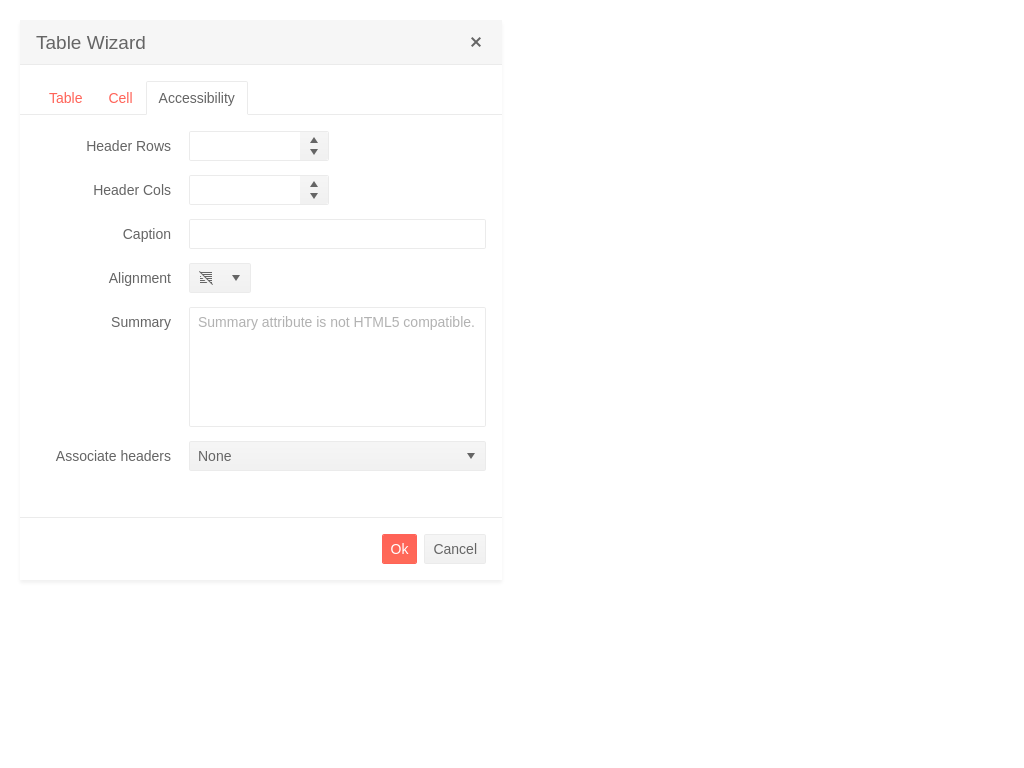 Table Wizard
Table Cell Accessibility
Header Rows
Header Cols
Caption
Alignment
Summary Summary attribute is not HTML5 compatible.
Associate headers None
Ok Cancel